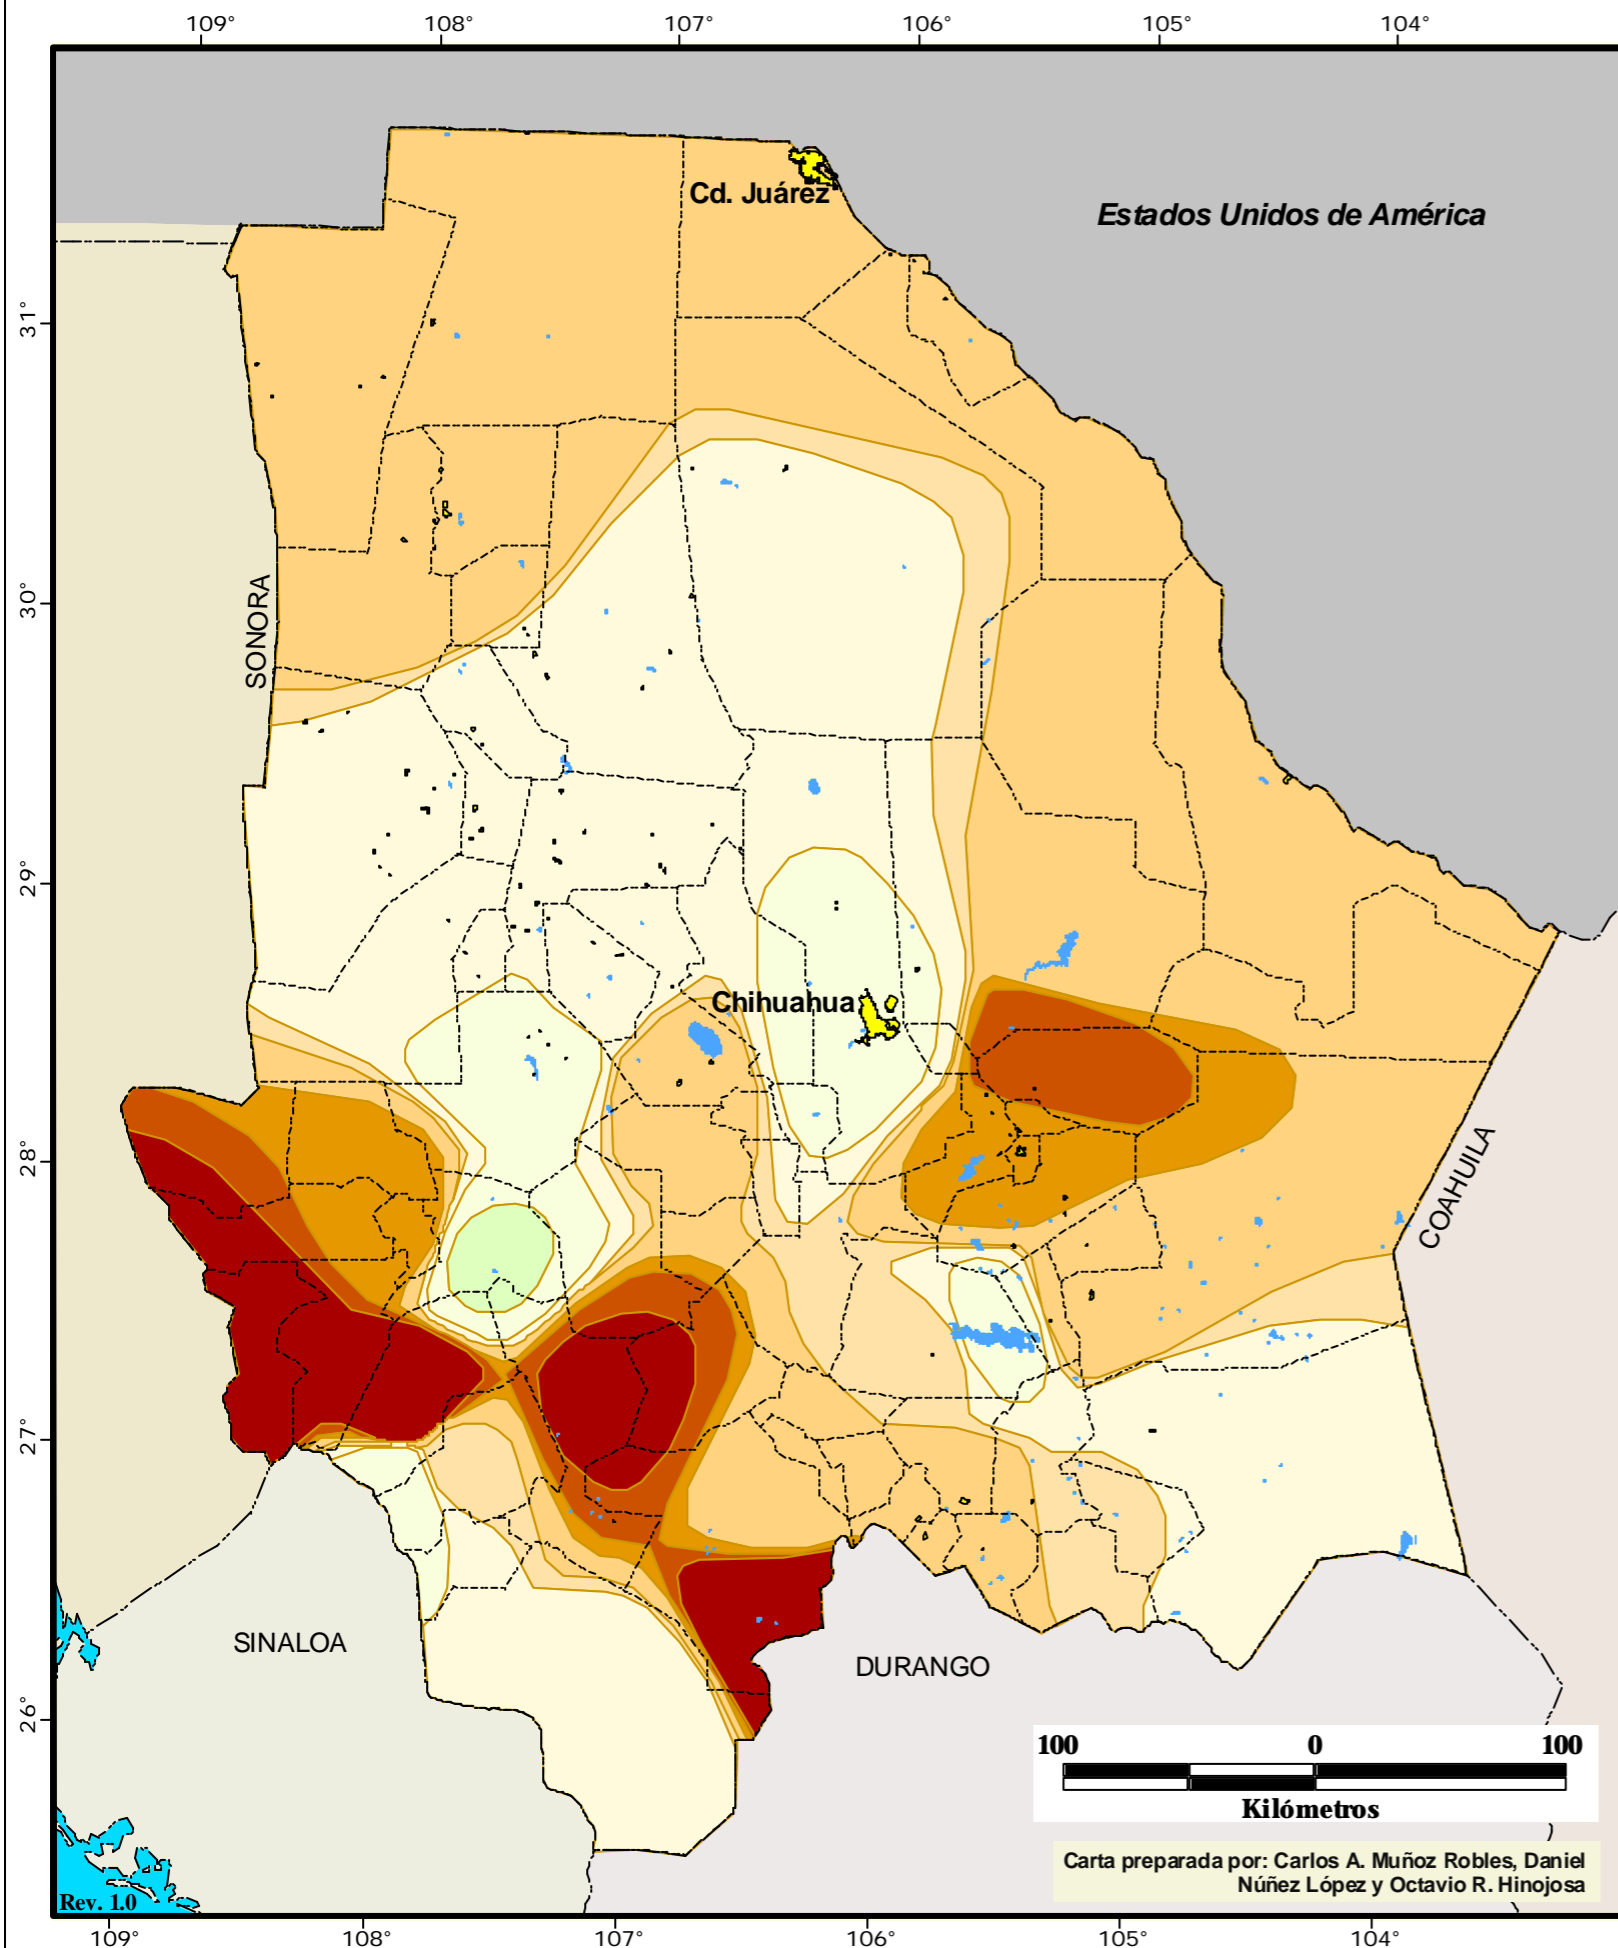 109° 108° 107° 106° 105° 104°
Cd. Juárez
Estados Unidos de América
31°
30°
SONORA
29°
Chihuahua
28°
COAHUILA
27°
SINALOA
DURANGO
26°
100 0 100
Kilómetros
Carta preparada por: Carlos A. Muñoz Robles, Daniel
Núñez López y Octavio R. Hinojosa
Rev. 1.0
109° 108° 107° 106° 105° 104°